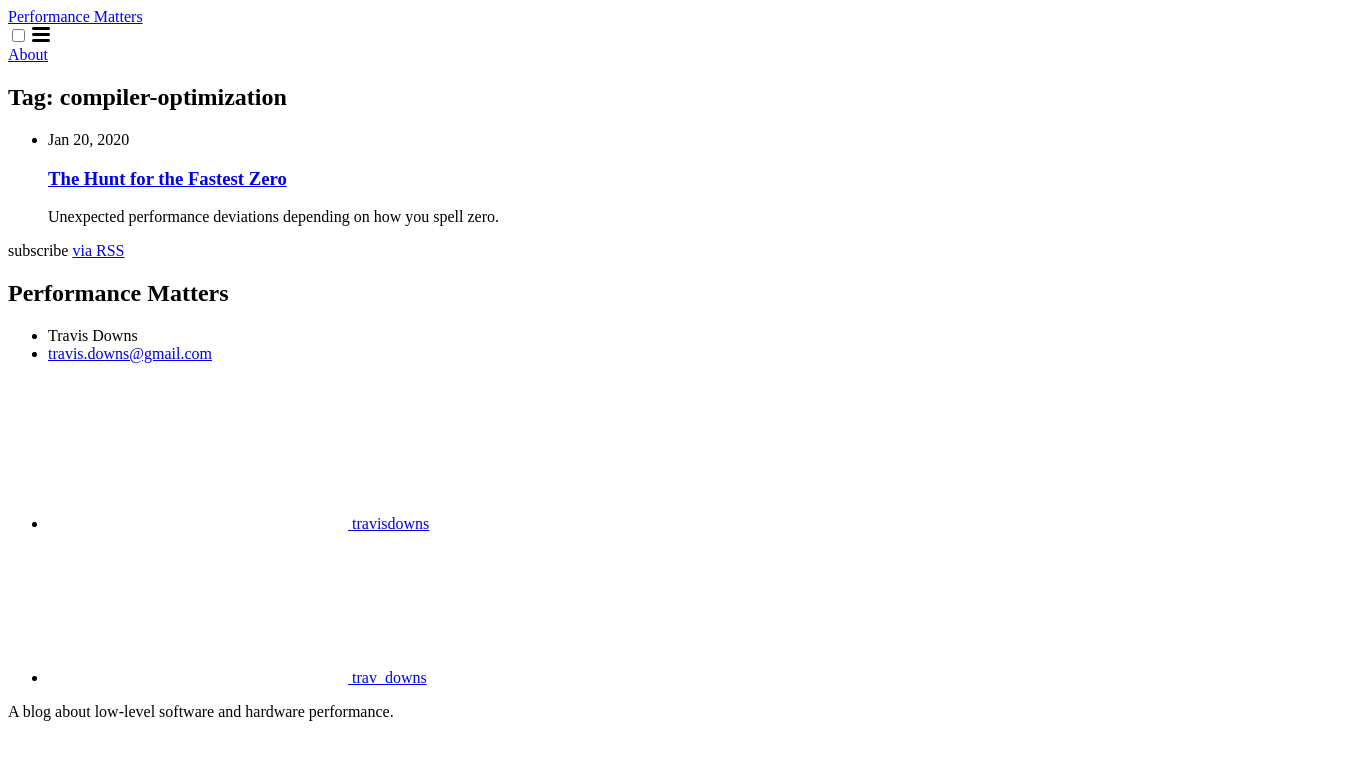 Performance Matters
About
Tag: compiler-optimization
Jan 20, 2020
The Hunt for the Fastest Zero
Unexpected performance deviations depending on how you spell zero.
subscribe via RSS
Performance Matters
Travis Downs
travis.downs@gmail.com
travisdowns
trav_downs
A blog about low-level software and hardware performance.